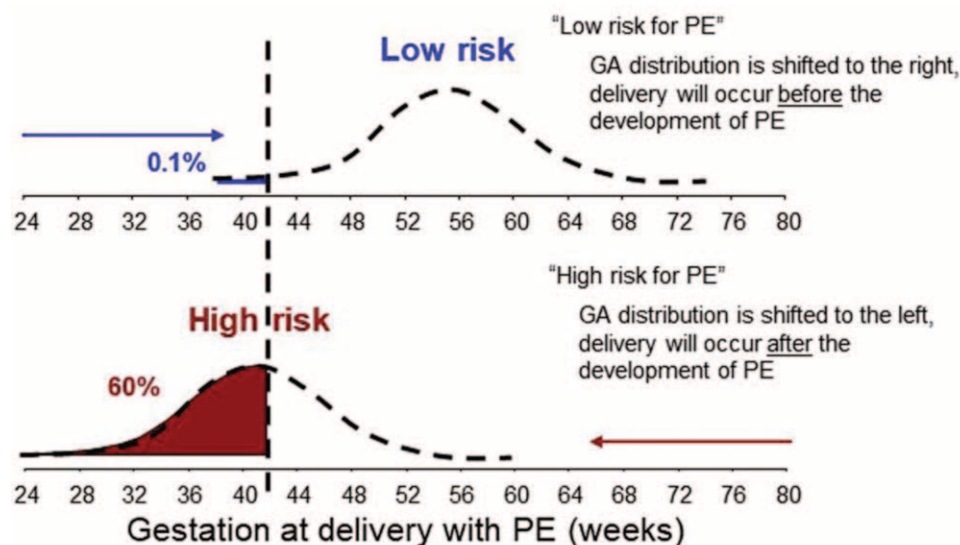 “Low risk for PE”
Low risk
GA distribution is shifted to the right,
delivery will occur before the
development of PE
0.1%
24 28 32 36 40 44 48 52 56 60 64 68 72 76 80
“High risk for PE”
High risk
GA distribution is shifted to the left,
delivery will occur after the
development of PE
60%
24 28 32 36 40 44 48 52 56 60 64 68 72 76 80
Gestation at delivery with PE (weeks)